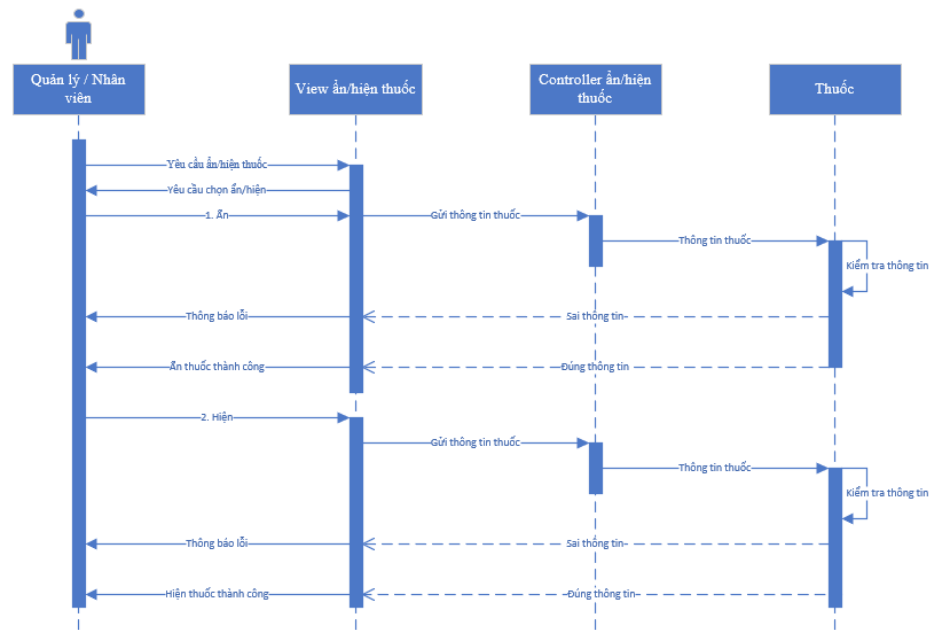 Quản lý / Nhân
viên
View ẩn/hiện thuốc
Controller ẩn/hiện
thuốc
Thuốc
Yêu cầu ẩn/hiện thuốc
Yêu cầu chọn ẩn/hiện
1. Ẩn
Gửi thông tin thuốc
Thông tin thuốc
Kiểm tra thông tin
Thông báo lỗi
Sai thông tin
Ẩn thuốc thành công
Đúng thông tin
2. Hiện
Gửi thông tin thuốc
Thông tin thuốc
Kiểm tra thông tin
Thông báo lỗi
Sai thông tin
Hiện thuốc thành công
Đúng thông tin